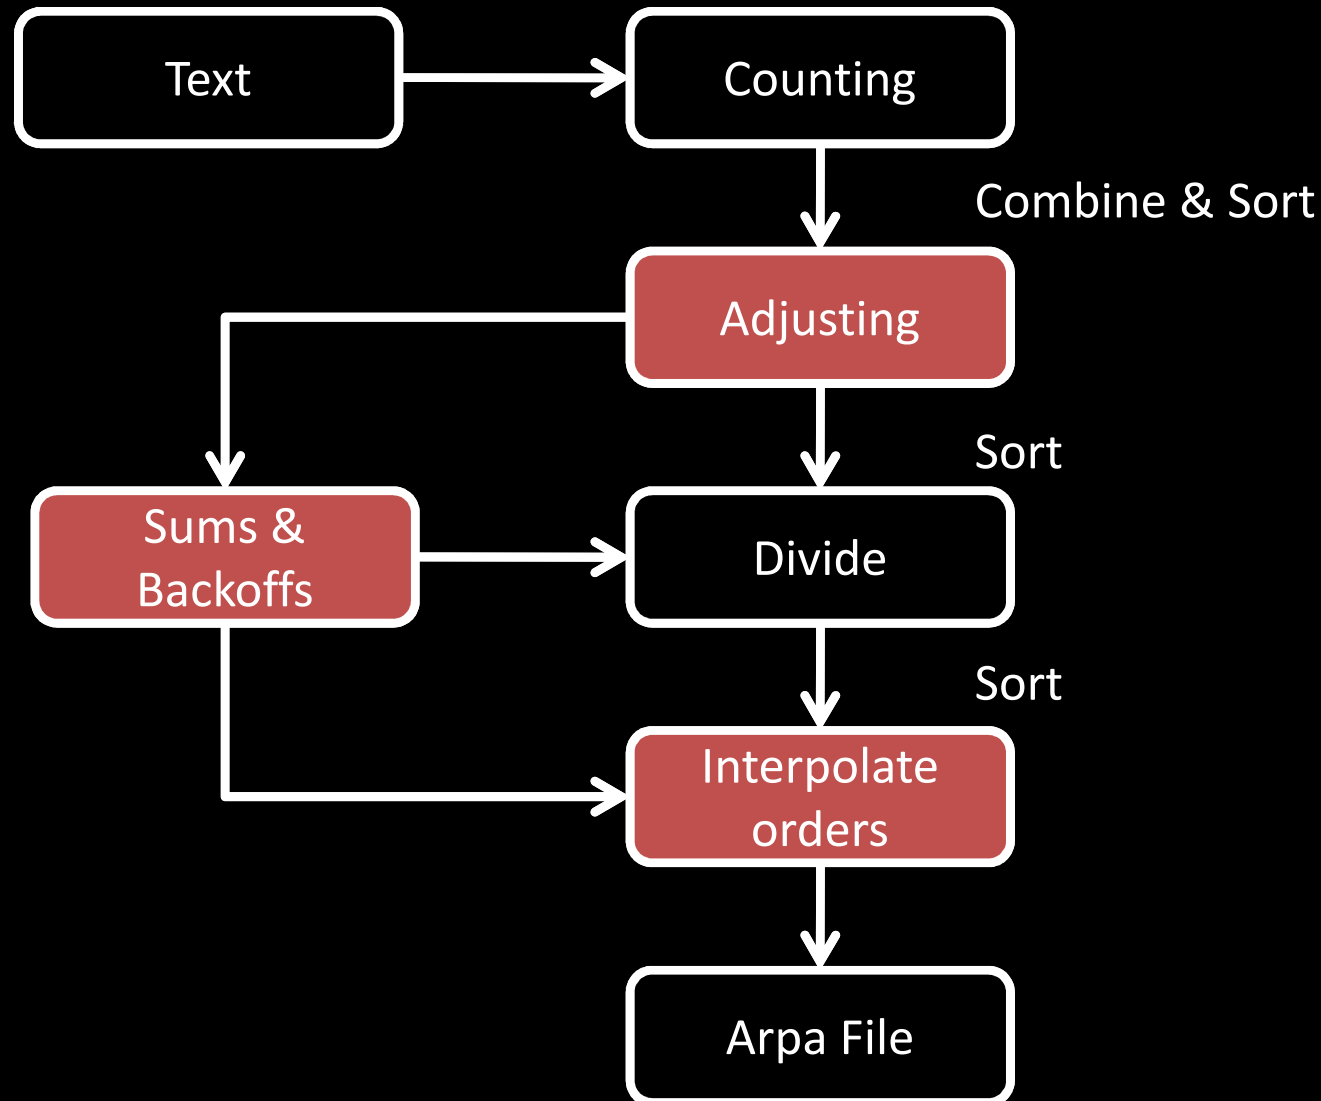 Text
Counting
Combine & Sort
Adjusting
Sort
Sums &
Backoffs
Divide
Sort
Interpolate
orders
Arpa File